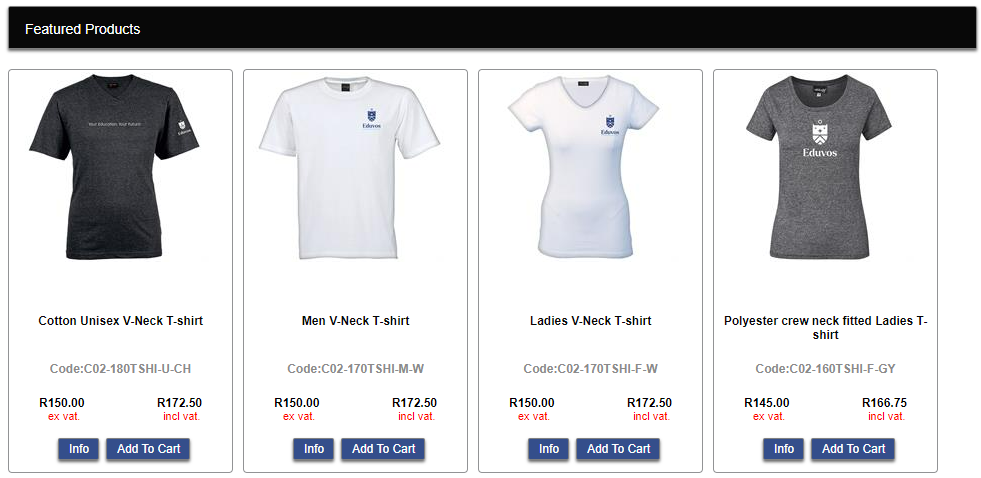 Featured Products
Your Education, Your Future
Eduvos
Eduvos
Eduvos
Eduvos
Cotton Unisex V-Neck T-shirt
Men V-Neck T-shirt
Ladies V-Neck T-shirt
Polyester crew neck fitted Ladies T-
shirt
Code:C02-180TSHI-U-CH
Code:C02-170TSHI-M-W
Code:C02-170TSHI-F-W
Code:C02-160TSHI-F-GY
R150.00 R172.50
ex vat. incl vat.
R150.00 R172.50
ex vat. incl vat.
R150.00 R172.50
ex vat. incl vat.
R145.00 R166.75
ex vat. incl vat.
Info Add To Cart
Info Add To Cart
Info Add To Cart
Info Add To Cart